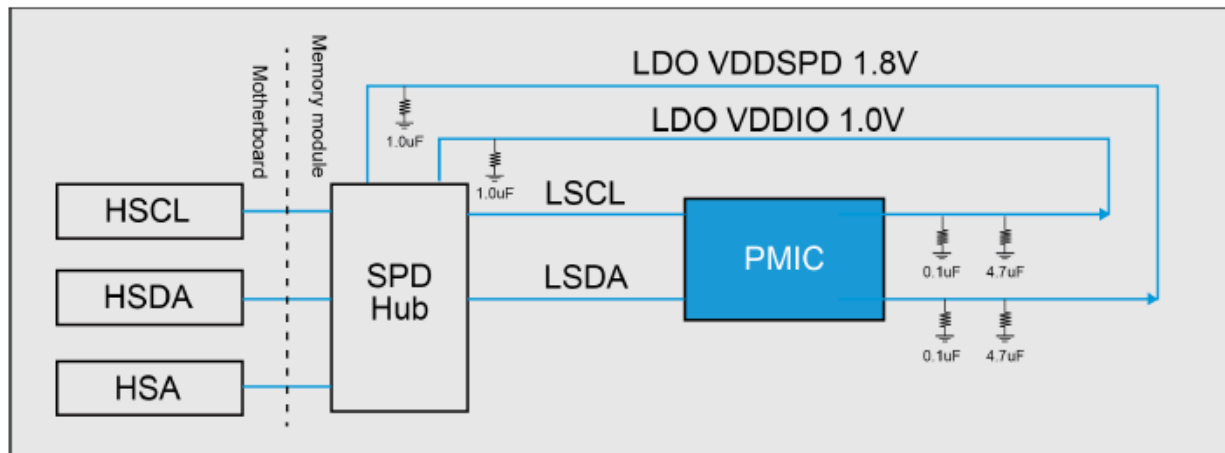 LDO VDDSPD 1.8V
LDO VDDIO 1.0V
Motherboard
Memory module
1.0uF
1.0uF
HSCL
HSDA
HSA
SPD
Hub
LSCL
LSDA
PMIC
0.1uF
4.7uF
0.1uF
4.7uF